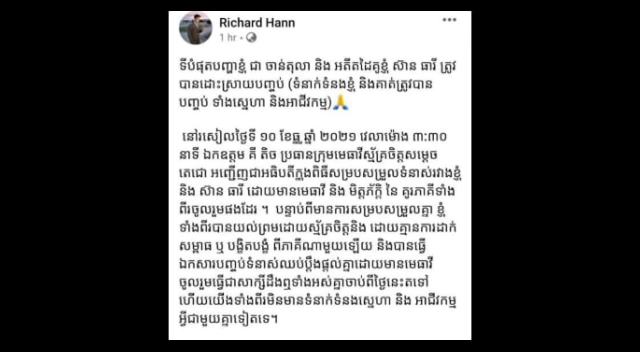 Richard Hann
1 hr ·
ទីបំផុតបញ្ហាខ្ញុំ ជា ចាន់តុលា និង អតីតដៃគូខ្ញុំ ស៊ាន ធារី ត្រូវ
បានដោះស្រាយបញ្ចប់ (ទំនាក់ទំនងខ្ញុំ និងគាត់ត្រូវបាន
បញ្ចប់ ទាំងស្នេហា និងអាជីវកម្ម)🙏
នៅរសៀលថ្ងៃទី ១០ ខែធ្នូ ឆ្នាំ ២០២១ វេលាម៉ោង ៣:៣០
នាទី ឯកឧត្តម គី តិច ប្រធានក្រុមមេធាវីស្ម័គ្រចិត្តសម្ដេច
តេជោ អញ្ជើញជាអធិបតីក្នុងពិធីសម្របសម្រួលទំនាស់រវាងខ្ញុំ
និង ស៊ាន ធារី ដោយមានមេធាវី និង មិត្តភ័ក្ដិ នៃ គូរភាគីទាំង
ពីរចូលរួមផងដែរ ។ បន្ទាប់ពីមានការសម្របសម្រួលគ្នា ខ្ញុំ
ទាំងពីរបានយល់ព្រមដោយស្ម័គ្រចិត្តនិង ដោយគ្មានការដាក់
សម្ពាធ ឬ បង្ខិតបង្ខំ ពីភាគីណាមួយឡើយ និងបានធ្វើ
ឯកសារបញ្ចប់ទំនាស់ឈប់ប្ដឹងផ្ដល់គ្នាដោយមានមេធាវី
ចូលរួមធ្វើជាសាក្សីដឹងឮទាំងអស់គ្នាចាប់ពីថ្ងៃនេះតទៅ
ហើយយើងទាំងពីរមិនមានទំនាក់ទំនងស្នេហា និង អាជីវកម្ម
អ្វីជាមួយគ្នាទៀតទេ។